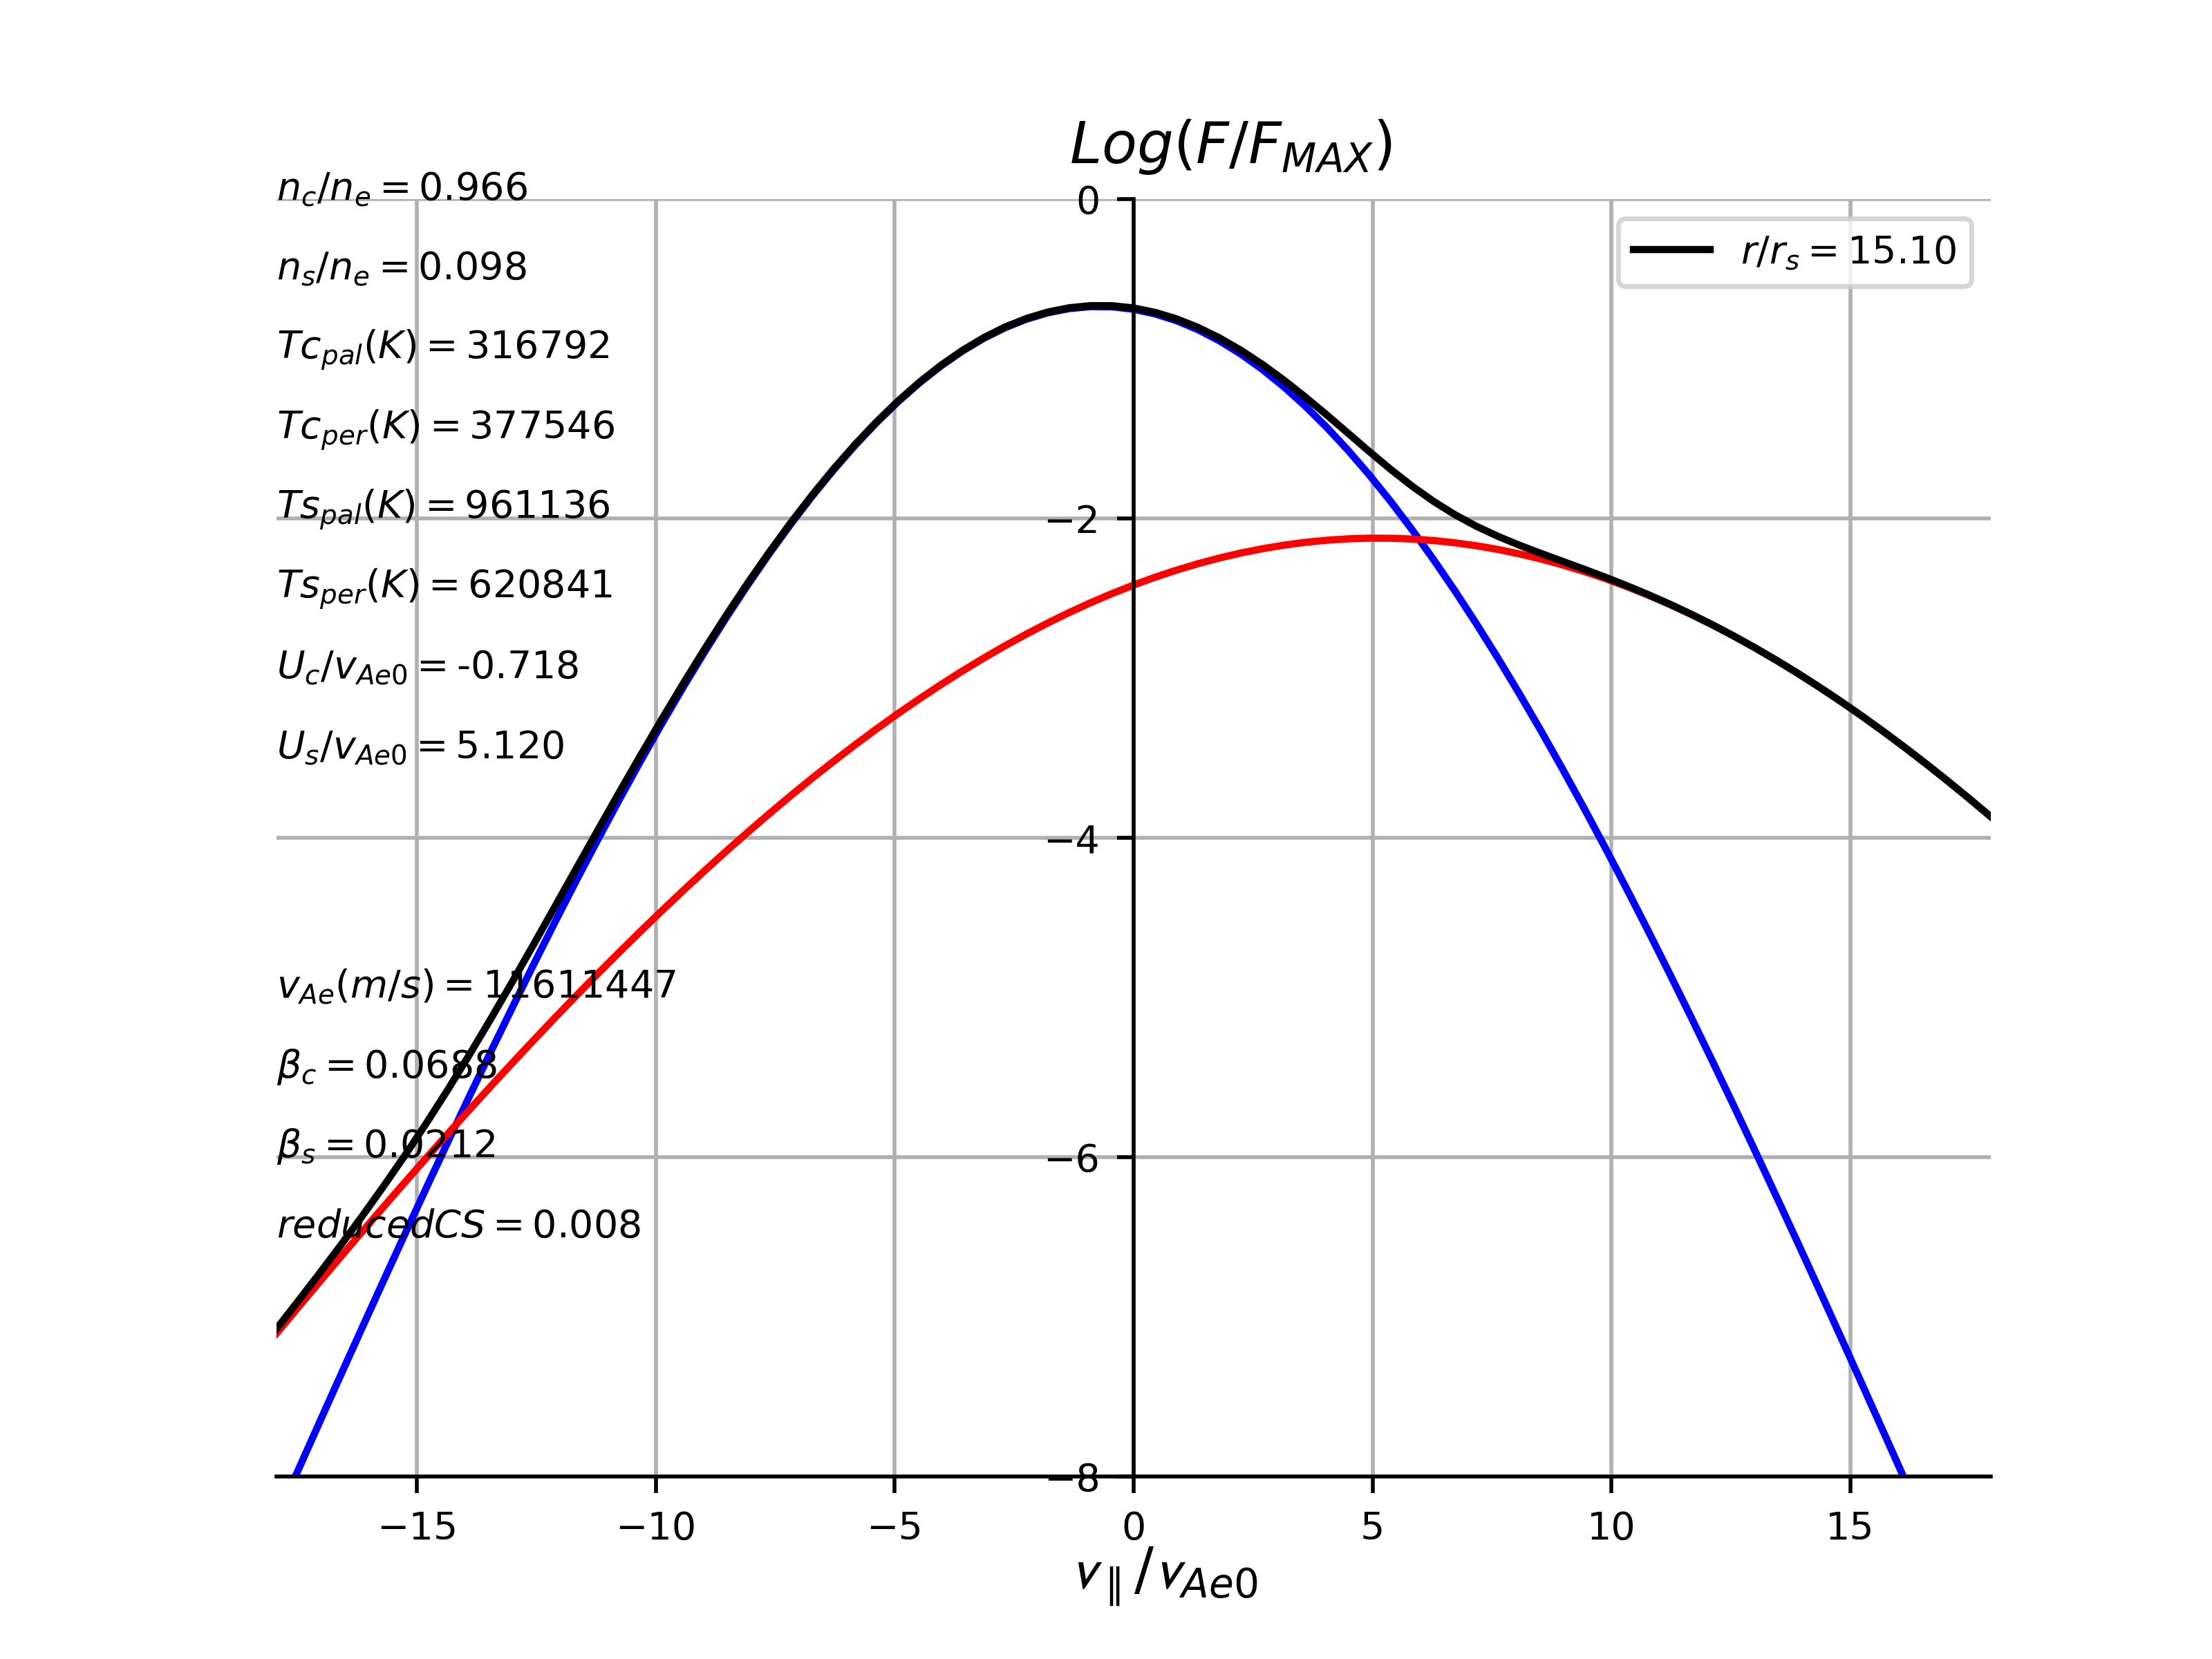 Log(F/F_MAX)
n_c/n_e = 0.966
n_s/n_e = 0.098
Tc_pal(K) = 316792
Tc_per(K) = 377546
Ts_pal(K) = 961136
Ts_per(K) = 620841
U_c/v_Ae0 = -0.718
U_s/v_Ae0 = 5.120
v_Ae(m/s) = 11611447
β_c = 0.0688
β_s = 0.0212
reducedCS = 0.008
r/r_s = 15.10
0
−2
−4
−6
−8
−15 −10 −5 0 5 10 15
v_∥/v_Ae0